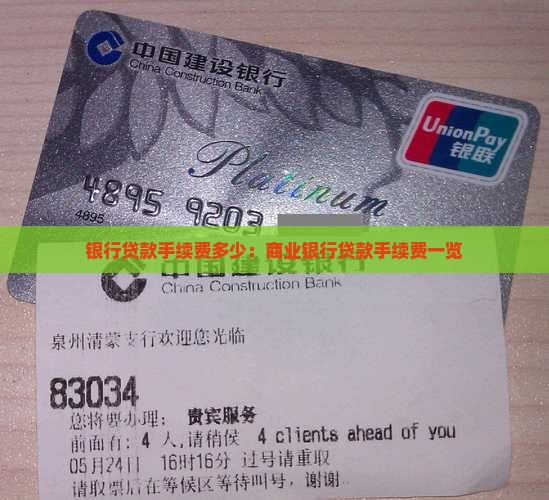 中国建设银行
China Construction Bank
UnionPay
银联
Platinum
4895 9203
4895
银行贷款手续费多少：商业银行贷款手续费一览
中国建设银行
China Construction Bank
泉州清蒙支行欢迎您光临
83034
您将要办理： 贵宾服务
前面有: 4 人,请稍侯 4 clients ahead of you
05月24日 16时16分 过号请重取
请取票后在等候区等待叫号，谢谢